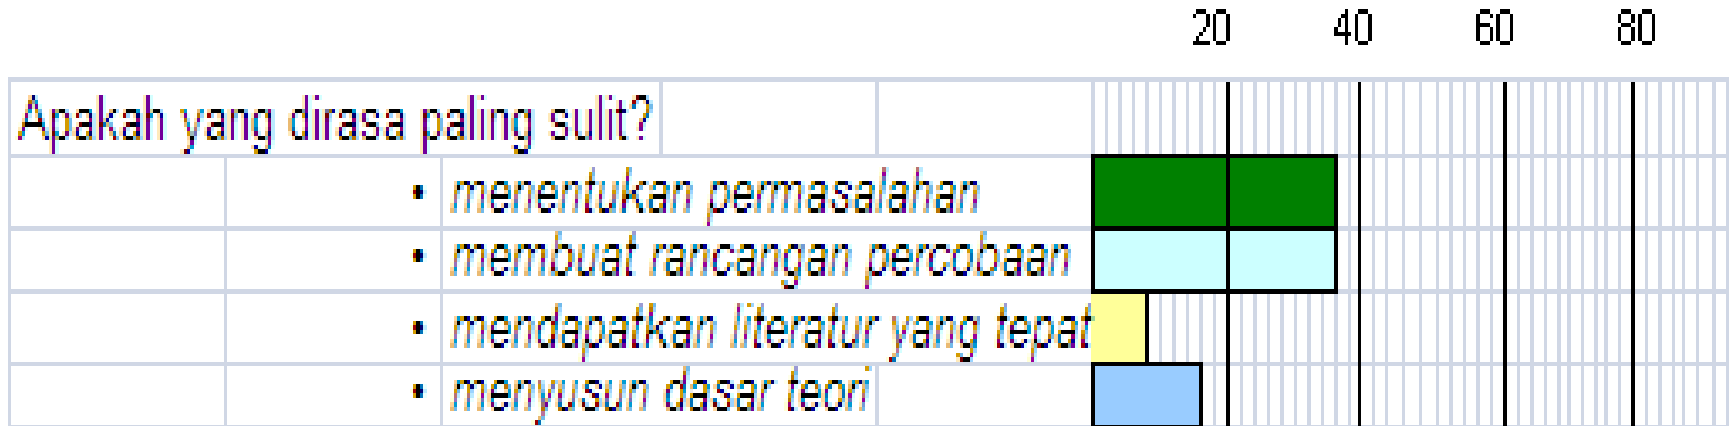 20 40 60 80
Apakah yang dirasa paling sulit?
• menentukan permasalahan
• membuat rancangan percobaan
• mendapatkan literatur yang tepat
• menyusun dasar teori